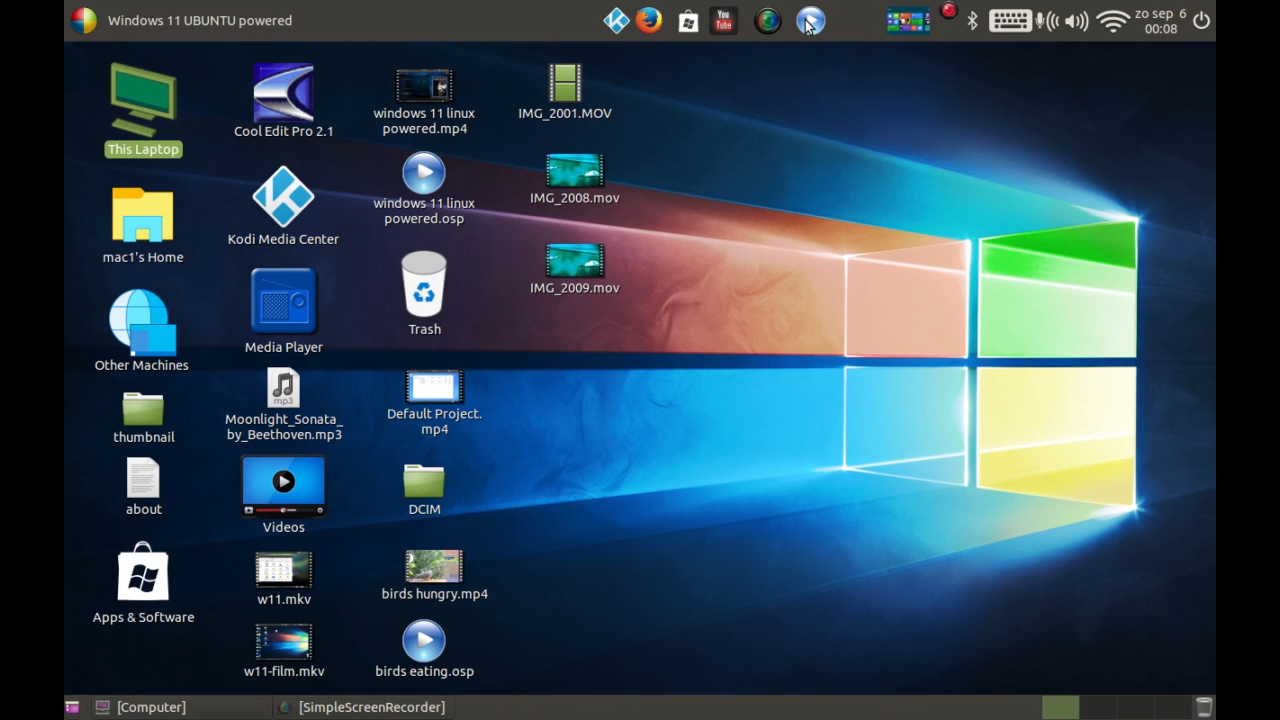 Windows 11 UBUNTU powered
You
Tube
zo sep 6
00:08
This Laptop
mac1's Home
Other Machines
thumbnail
about
Apps & Software
Cool Edit Pro 2.1
Kodi Media Center
Media Player
mp3
Moonlight_Sonata_
by_Beethoven.mp3
Videos
w11.mkv
w11-film.mkv
windows 11 linux
powered.mp4
windows 11 linux
powered.osp
Trash
Default Project.
mp4
DCIM
birds hungry.mp4
birds eating.osp
IMG_2001.MOV
IMG_2008.mov
IMG_2009.mov
[Computer]
[SimpleScreenRecorder]